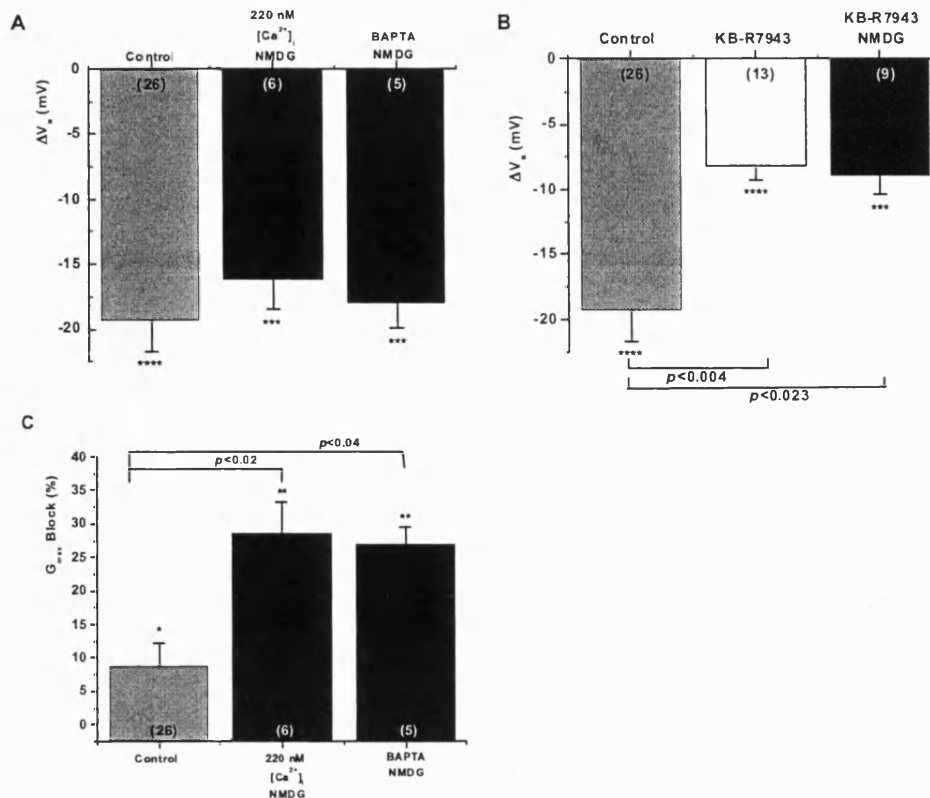 A
Control
220 nM
[Ca²⁺]ᵢ
NMDG
BAPTA
NMDG
ΔVₐ (mV)
0
-5
-10
-15
-20
(26)
(6)
(5)
****
***
***
B
Control
KB-R7943
KB-R7943
NMDG
ΔVₐ (mV)
0
-5
-10
-15
-20
(26)
(13)
(9)
****
****
***
p<0.004
p<0.023
C
p<0.04
p<0.02
Gmax Block (%)
40
35
30
25
20
15
10
5
0
*
**
**
(26)
(6)
(5)
Control
220 nM
[Ca²⁺]ᵢ
NMDG
BAPTA
NMDG